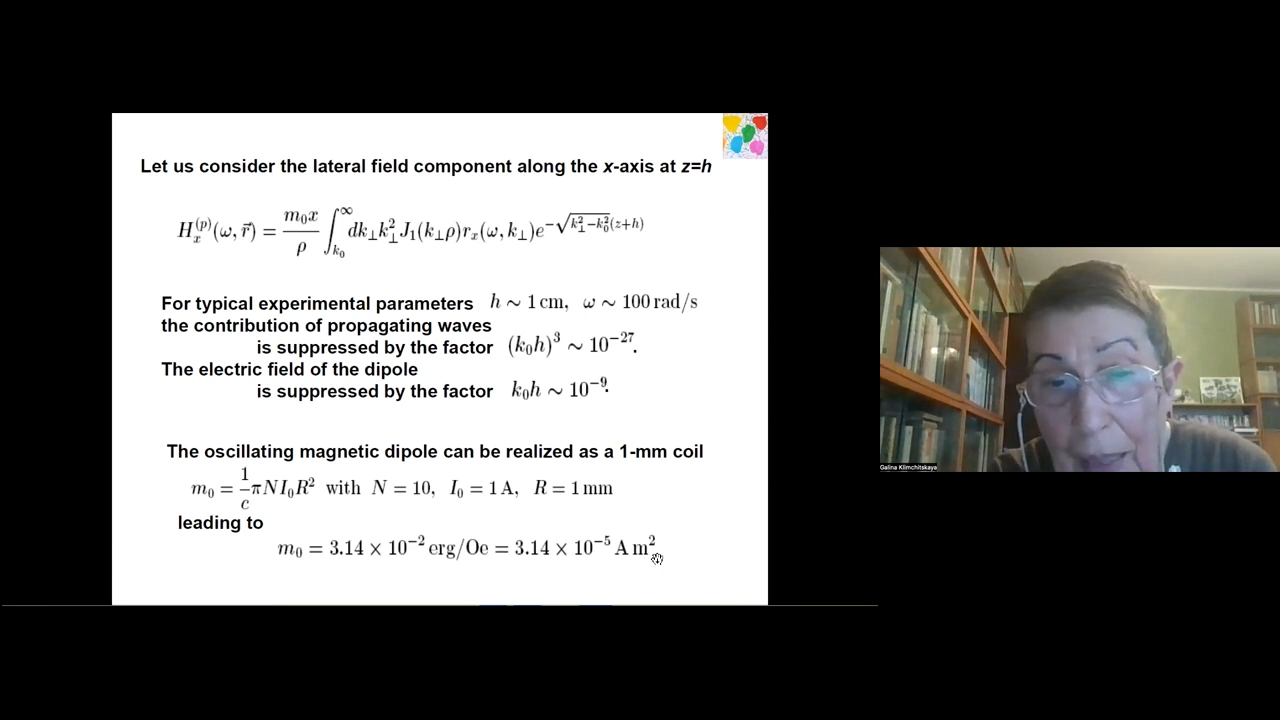 Let us consider the lateral field component along the x-axis at z=h
H_x^{(p)}(ω, r⃗) = \frac{m_0 x}{ρ} ∫_{k_0}^{∞} dk_⊥ k_⊥^2 J_1(k_⊥ρ) r_x(ω, k_⊥) e^{-\sqrt{k_⊥^2 - k_0^2}(z+h)}
For typical experimental parameters h ∼ 1 cm, ω ∼ 100 rad/s
the contribution of propagating waves
is suppressed by the factor (k_0h)^3 ∼ 10^{-27}.
The electric field of the dipole
is suppressed by the factor k_0h ∼ 10^{-9}.
The oscillating magnetic dipole can be realized as a 1-mm coil
m_0 = \frac{1}{c} πNI_0R^2 with N = 10, I_0 = 1 A, R = 1 mm
leading to
m_0 = 3.14 × 10^{-2} erg/Oe = 3.14 × 10^{-5} A m^2
Galina Klimchitskaya